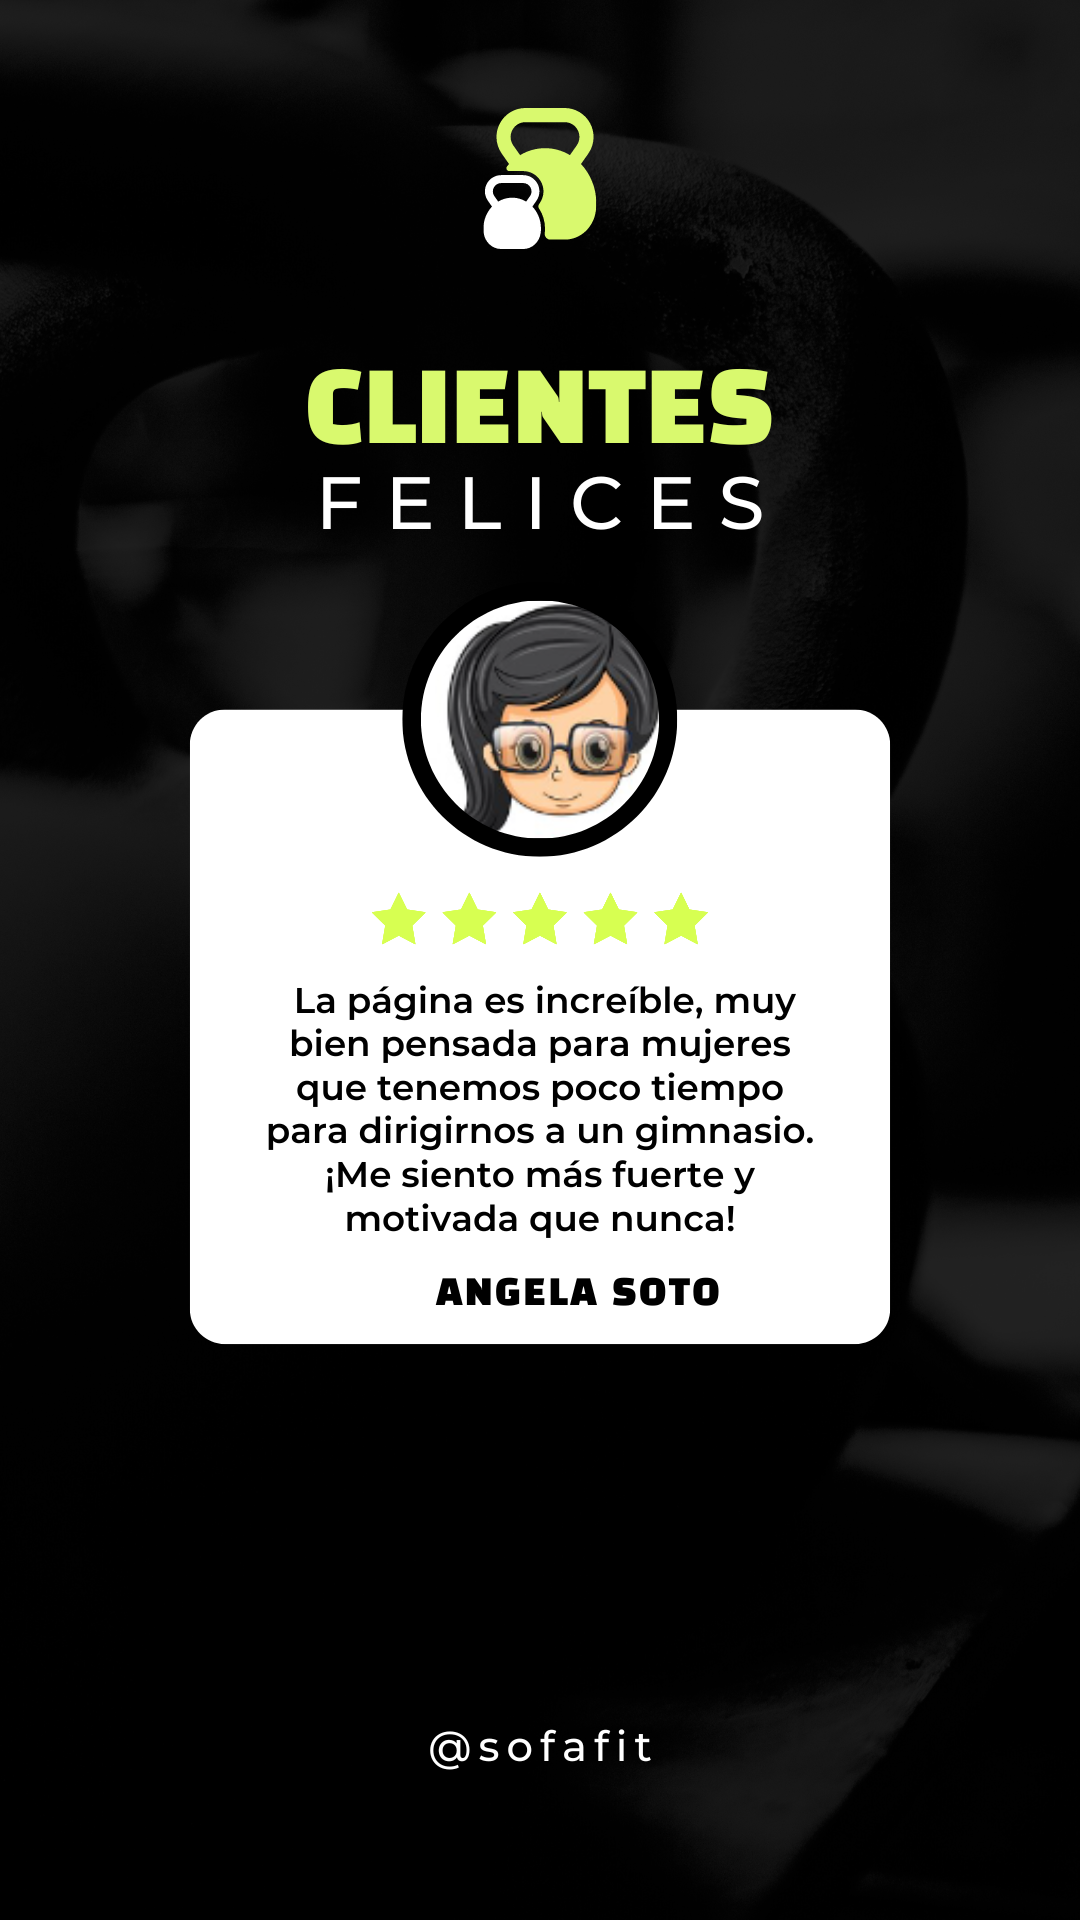 CLIENTES
FELICES
La página es increíble, muy
bien pensada para mujeres
que tenemos poco tiempo
para dirigirnos a un gimnasio.
¡Me siento más fuerte y
motivada que nunca!
ANGELA SOTO
@sofafit